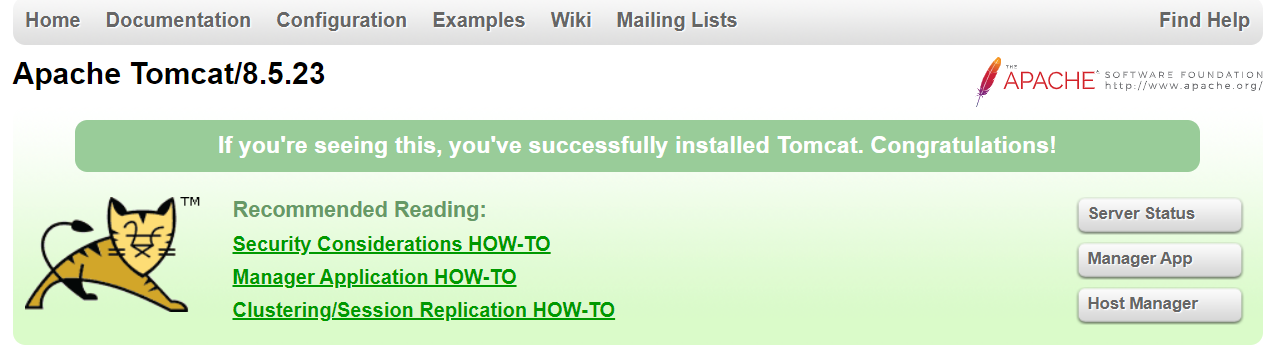 Home Documentation Configuration Examples Wiki Mailing Lists Find Help
Apache Tomcat/8.5.23
THE
APACHE® SOFTWARE FOUNDATION
http://www.apache.org/
If you're seeing this, you've successfully installed Tomcat. Congratulations!
TM
Recommended Reading:
Security Considerations HOW-TO
Manager Application HOW-TO
Clustering/Session Replication HOW-TO
Server Status
Manager App
Host Manager